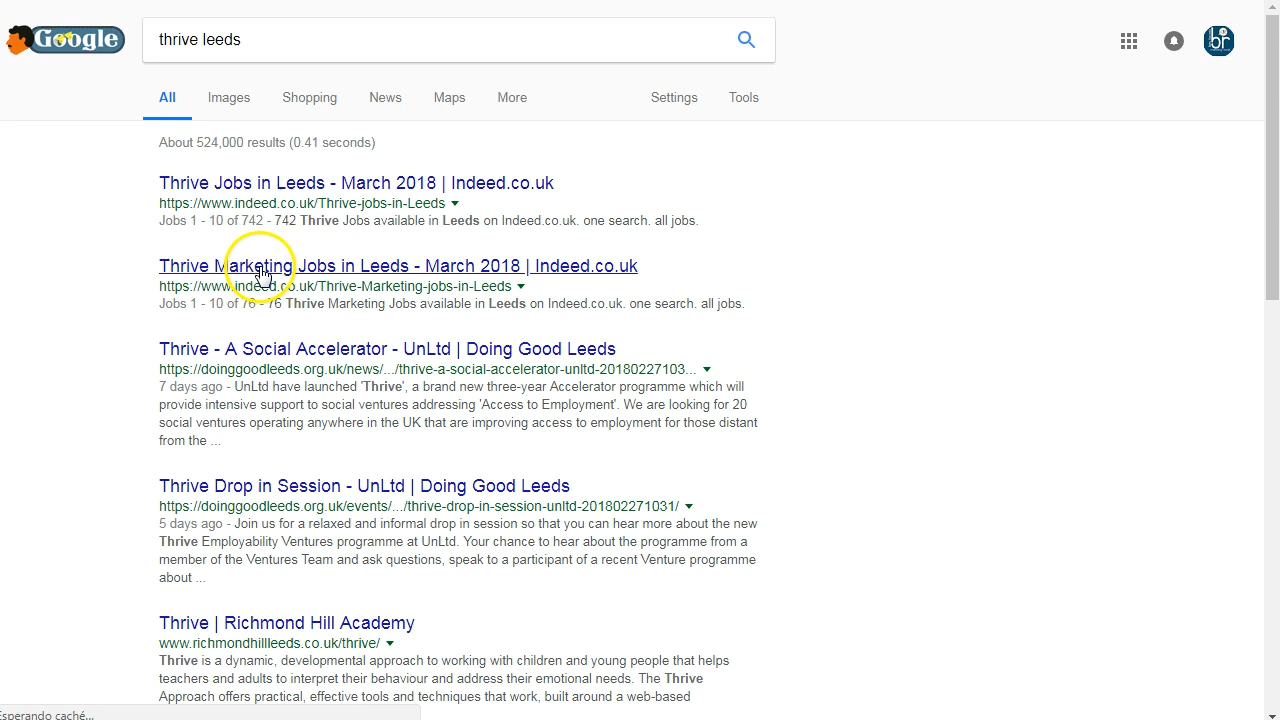 Google
thrive leeds
br
All Images Shopping News Maps More Settings Tools
About 524,000 results (0.41 seconds)
Thrive Jobs in Leeds - March 2018 | Indeed.co.uk
https://www.indeed.co.uk/Thrive-jobs-in-Leeds
Jobs 1 - 10 of 742 - 742 Thrive Jobs available in Leeds on Indeed.co.uk. one search. all jobs.
Thrive Marketing Jobs in Leeds - March 2018 | Indeed.co.uk
https://www.indeed.co.uk/Thrive-Marketing-jobs-in-Leeds
Jobs 1 - 10 of 76 - 76 Thrive Marketing Jobs available in Leeds on Indeed.co.uk. one search. all jobs.
Thrive - A Social Accelerator - UnLtd | Doing Good Leeds
https://doinggoodleeds.org.uk/news/.../thrive-a-social-accelerator-unltd-20180227103...
7 days ago - UnLtd have launched 'Thrive', a brand new three-year Accelerator programme which will
provide intensive support to social ventures addressing 'Access to Employment'. We are looking for 20
social ventures operating anywhere in the UK that are improving access to employment for those distant
from the ...
Thrive Drop in Session - UnLtd | Doing Good Leeds
https://doinggoodleeds.org.uk/events/.../thrive-drop-in-session-unltd-201802271031/
5 days ago - Join us for a relaxed and informal drop in session so that you can hear more about the new
Thrive Employability Ventures programme at UnLtd. Your chance to hear about the programme from a
member of the Ventures Team and ask questions, speak to a participant of a recent Venture programme
about ...
Thrive | Richmond Hill Academy
www.richmondhillleeds.co.uk/thrive/
Thrive is a dynamic, developmental approach to working with children and young people that helps
teachers and adults to interpret their behaviour and address their emotional needs. The Thrive
Approach offers practical, effective tools and techniques that work, built around a web-based
Esperando caché...